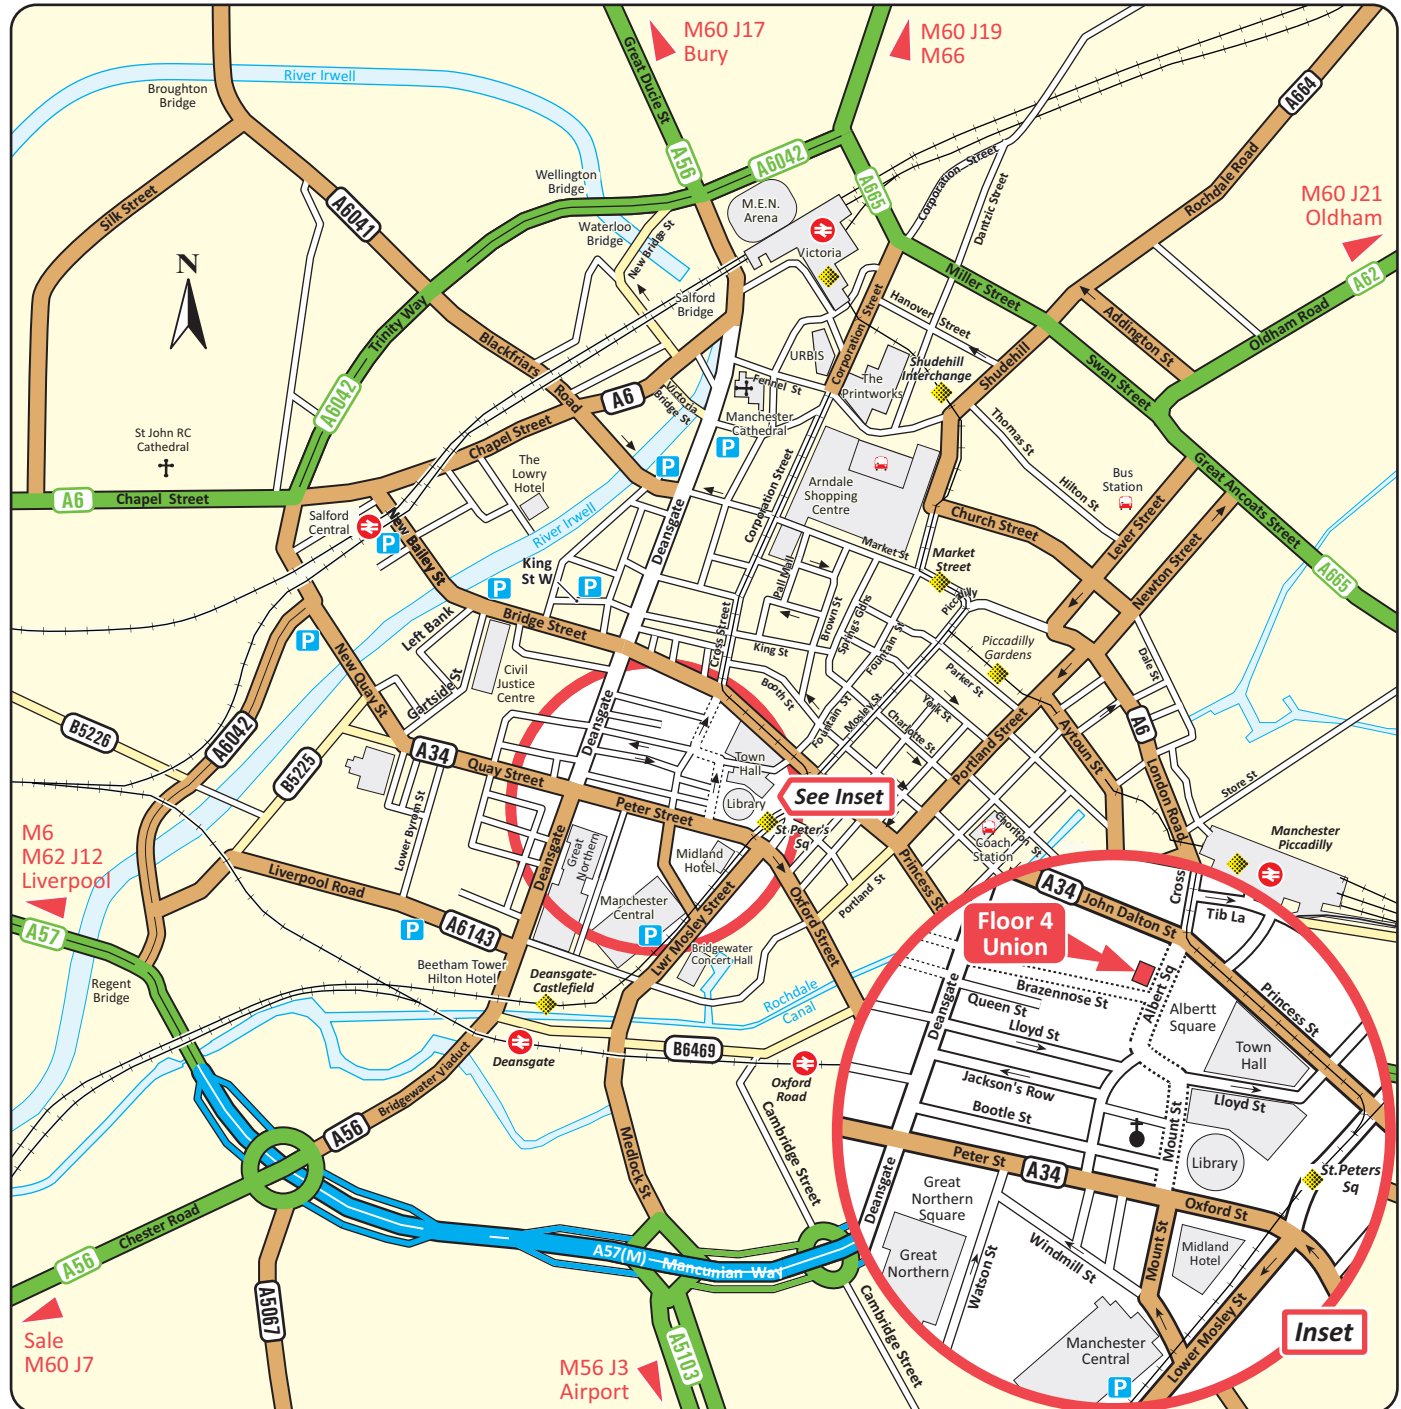 M60 J17
Bury
M60 J19
M66
Great Ducie St
River Irwell
Broughton
Bridge
A664
A56
A6042
A665
Corporation Street
Dantzic Street
Rochdale Road
Wellington
Bridge
M.E.N.
Arena
M60 J21
Oldham
Silk Street
A6041
Waterloo
Bridge
New Bridge St
Victoria
N
A62
Miller Street
Salford
Bridge
Hanover Street
Addington St
Oldham Road
Trinity Way
Blackfriars
Road
Corporation Street
URBIS
Shudehill
Interchange
Shudehill
Swan Street
A6042
A6
Victoria
Bridge St
Fennel St
The
Printworks
Manchester
Cathedral
Thomas St
St John RC
Cathedral
Chapel Street
P
P
The
Lowry
Hotel
Arndale
Shopping
Centre
Corporation Street
Hilton St
Bus
Station
Great Ancoats Street
A6
Chapel Street
Salford
Central
P
New Bailey St
River Irwell
Deansgate
Church Street
Lever Street
Newton Street
Market St
Market
Street
A665
King
St W
P
P
Pall Mall
Piccadilly
Bridge Street
Left Bank
P
Cross Street
Brown St
Springs Gdns
Fountain St
King St
Piccadilly
Gardens
Dale St
New Quay St
Gartside St
Civil
Justice
Centre
Booth St
Parker St
York St
Fountain St
Mosley St
Charlotte St
Portland Street
Aytoun St
A6
B5226
A6042
B5225
A34
Quay Street
Deansgate
Town
Hall
See Inset
Library
London Road
Store St
Peter Street
St Peter's
Sq
Chorlton St
Coach
Station
Manchester
Piccadilly
M6
M62 J12
Liverpool
Lower Byrom St
Great
Northern
Deansgate
Midland
Hotel
Princess St
Portland St
Liverpool Road
Manchester
Central
P
Lwr Mosley Street
Oxford Street
A57
P
A6143
Bridgewater
Concert Hall
Beetham Tower
Hilton Hotel
Deansgate-
Castlefield
Rochdale
Canal
Regent
Bridge
Deansgate
B6469
Oxford
Road
Bridgewater Viaduct
A56
Medlock St
Cambridge Street
Chester Road
A56
A57(M) Mancunian Way
A5067
Cambridge Street
Sale
M60 J7
M56 J3
Airport
A5103
A34
John Dalton St
Cross
Tib La
Floor 4
Union
Brazennose St
Albert Sq
Princess St
Queen St
Deansgate
Lloyd St
Albertt
Square
Town
Hall
Jackson's Row
Lloyd St
Bootle St
Mount St
Library
St.Peters
Sq
Peter St
A34
Deansgate
Great
Northern
Square
Oxford St
Great
Northern
Watson St
Windmill St
Mount St
Midland
Hotel
Lower Mosley St
Manchester
Central
P
Inset